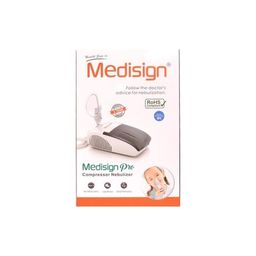 Medisign®
Follow the doctor's
advice for nebulization.
RoHS
Medisign Pro
Compressor Nebulizer